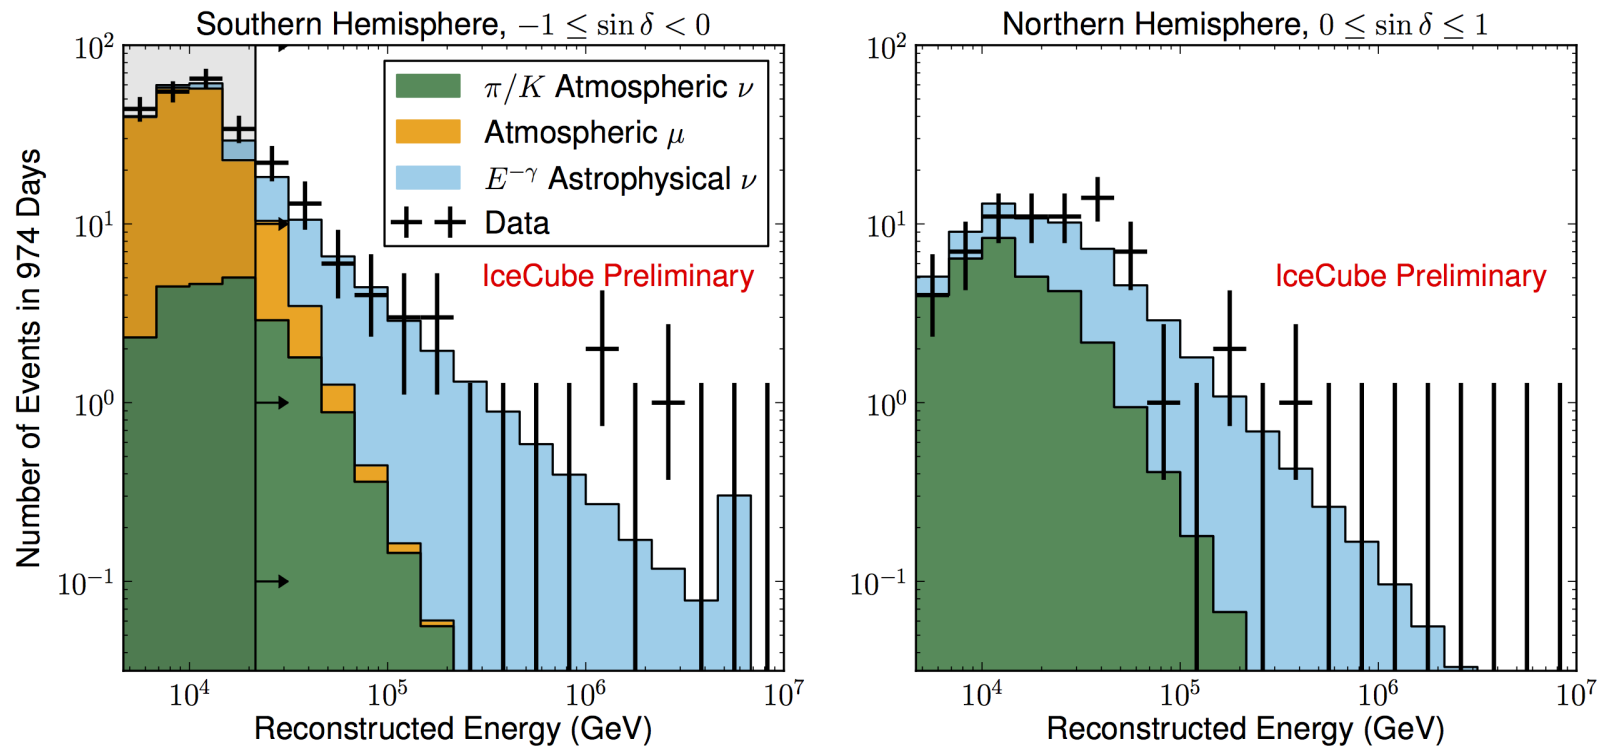 Southern Hemisphere, −1 ≤ sin δ < 0
Northern Hemisphere, 0 ≤ sin δ ≤ 1
Number of Events in 974 Days
10²
10¹
10⁰
10⁻¹
π/K Atmospheric ν
Atmospheric μ
E⁻ᵞ Astrophysical ν
Data
IceCube Preliminary
10⁴ 10⁵ 10⁶ 10⁷
Reconstructed Energy (GeV)
10²
10¹
10⁰
10⁻¹
IceCube Preliminary
10⁴ 10⁵ 10⁶ 10⁷
Reconstructed Energy (GeV)